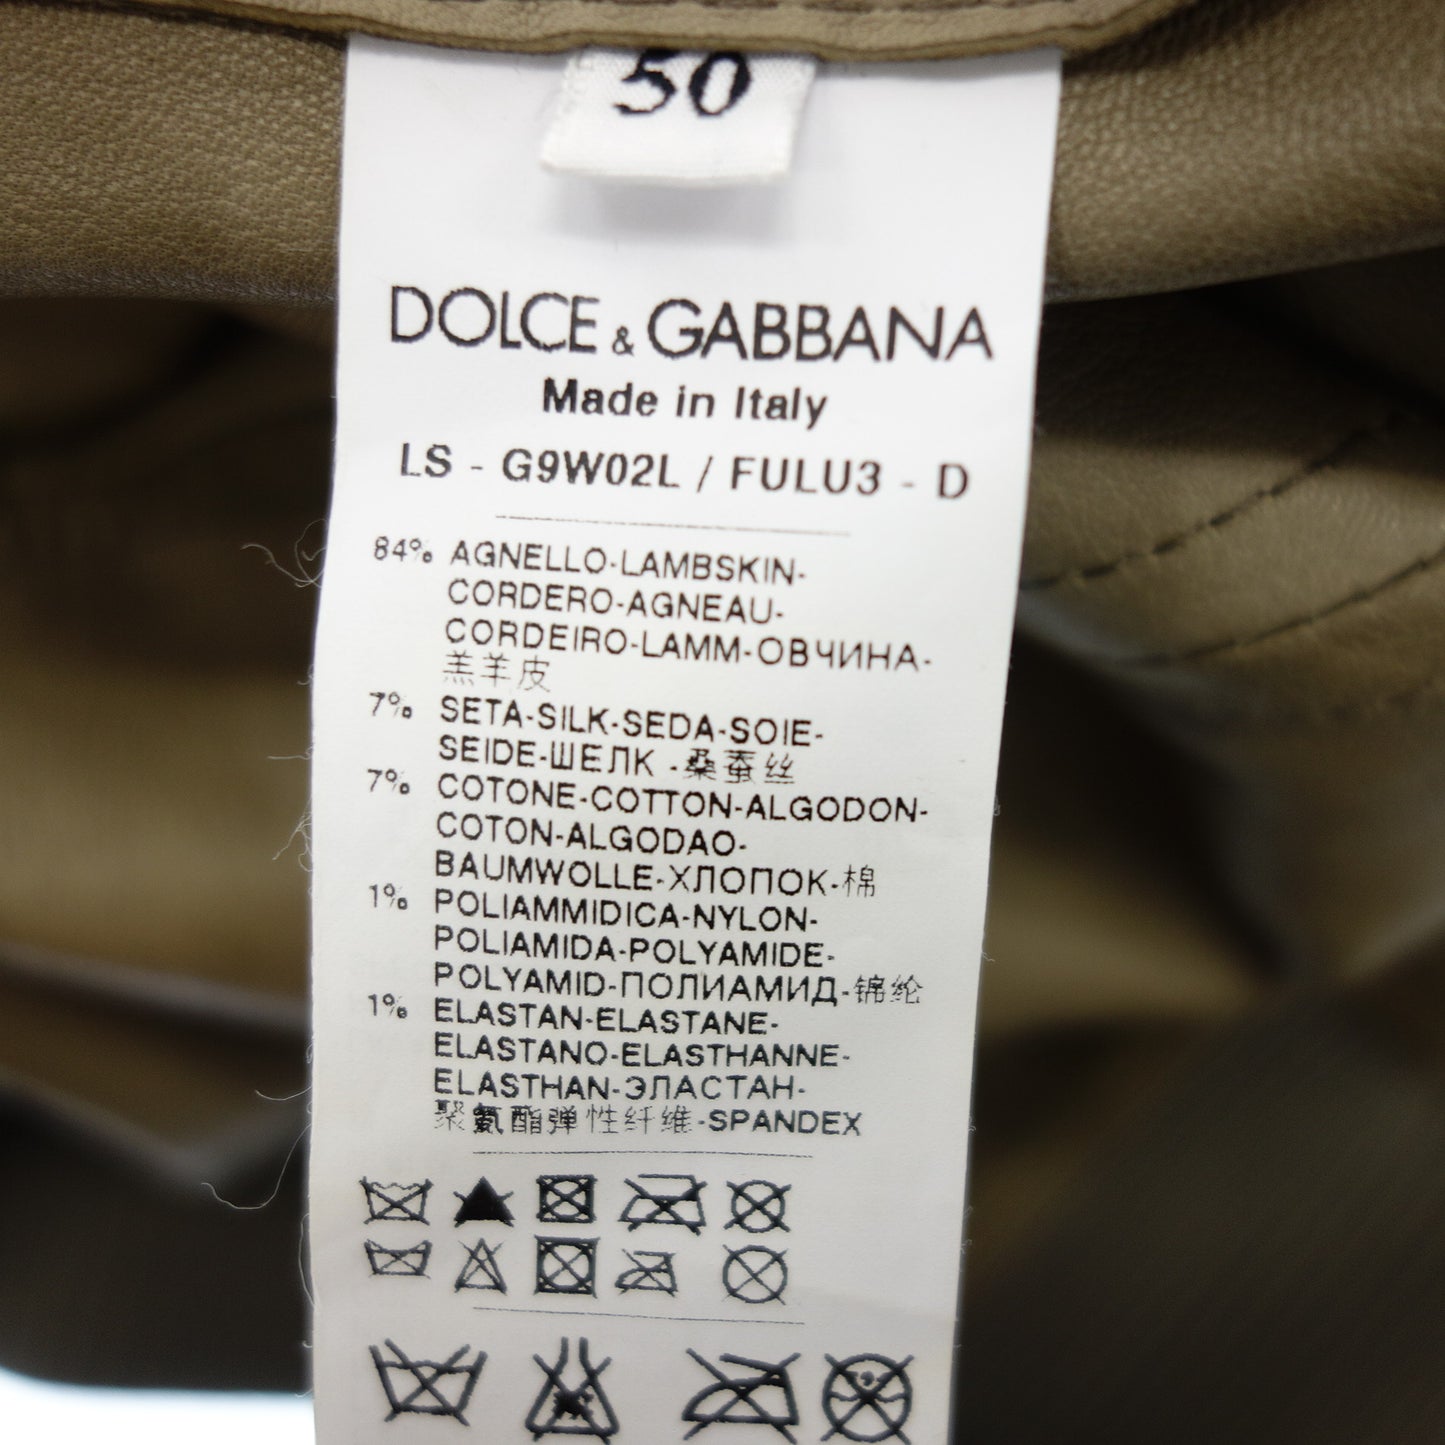 50
DOLCE & GABBANA
Made in Italy
LS - G9W02L / FULU3 - D
84% AGNELLO-LAMBSKIN-
CORDERO-AGNEAU-
CORDEIRO-LAMM-ОВЧИНА-
羔羊皮
7% SETA-SILK-SEDA-SOIE-
SEIDE-ШЕЛК -桑蚕丝
7% COTONE-COTTON-ALGODON-
COTON-ALGODAO-
BAUMWOLLE-ХЛОПОК-棉
1% POLIAMMIDICA-NYLON-
POLIAMIDA-POLYAMIDE-
POLYAMID-ПОЛИАМИД-锦纶
1% ELASTAN-ELASTANE-
ELASTANO-ELASTHANNE-
ELASTHAN-ЭЛАСТАН-
聚氨酯弹性纤维-SPANDEX